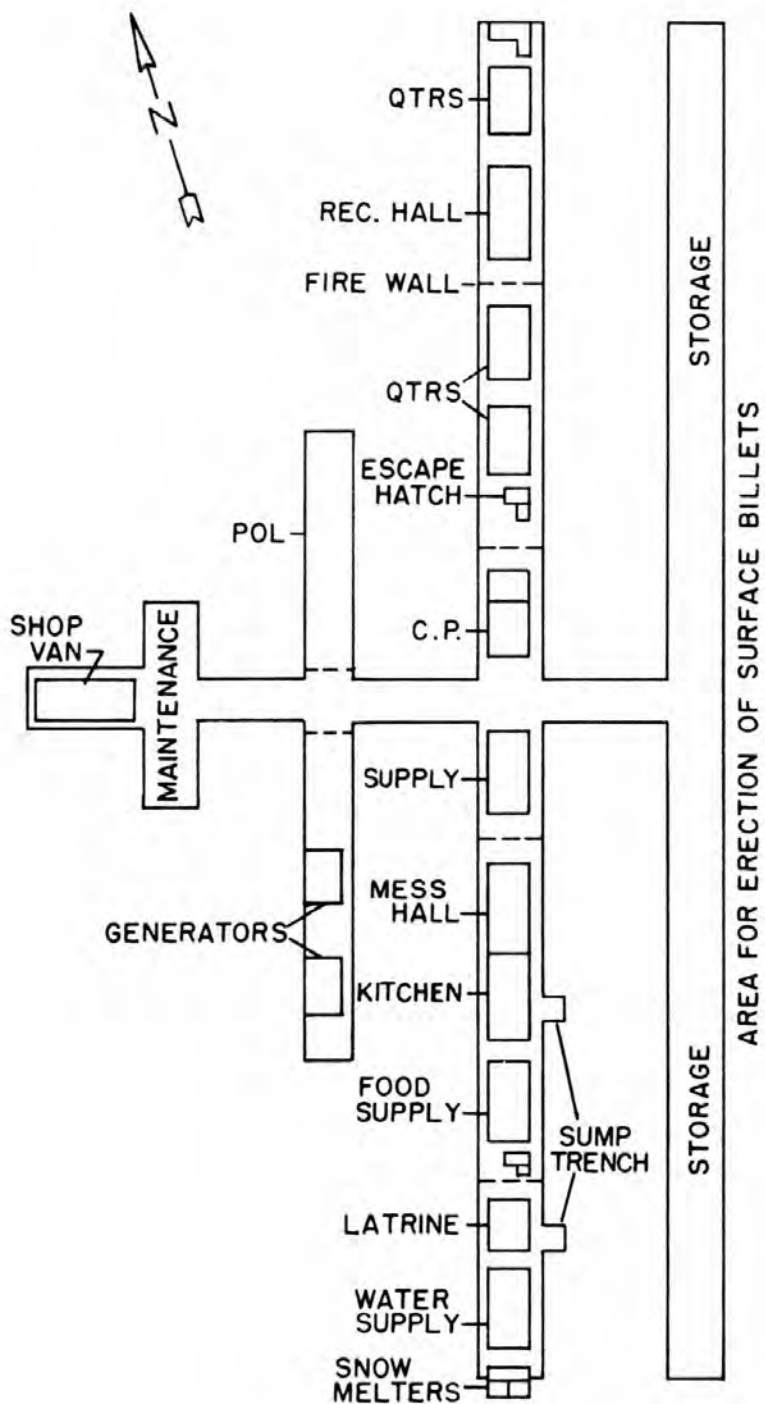 N
QTRS
REC. HALL
FIRE WALL
QTRS
ESCAPE
HATCH
POL
C.P.
SHOP
VAN
MAINTENANCE
SUPPLY
MESS
HALL
GENERATORS
KITCHEN
FOOD
SUPPLY
SUMP
TRENCH
LATRINE
WATER
SUPPLY
SNOW
MELTERS
STORAGE
STORAGE
AREA FOR ERECTION OF SURFACE BILLETS